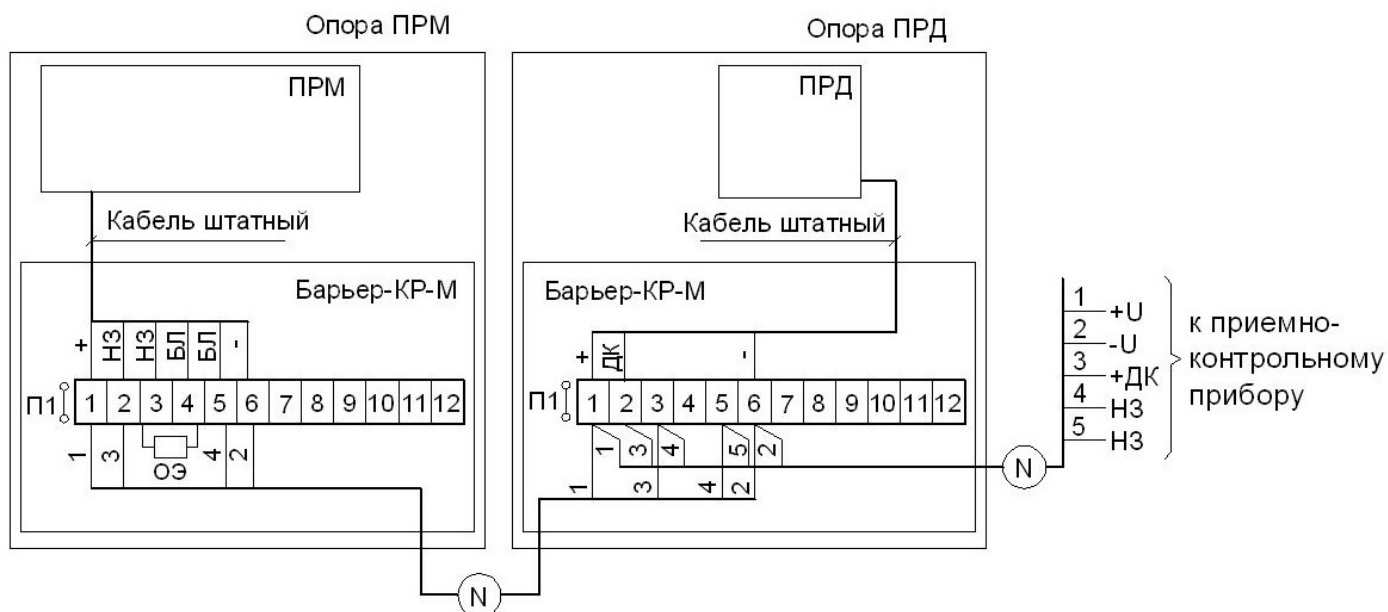 Опора ПРМ
Опора ПРД
ПРМ
ПРД
Кабель штатный
Кабель штатный
Барьер-КР-М
Барьер-КР-М
+ НЗ НЗ БЛ БЛ -
+ ДК -
П1 1 2 3 4 5 6 7 8 9 10 11 12
П1 1 2 3 4 5 6 7 8 9 10 11 12
1 3 ОЭ 4 2
1 3 4 5 2
1 3 4 2
N
N
1 +U
2 -U
3 +ДК
4 НЗ
5 НЗ
к приемно-
контрольному
прибору